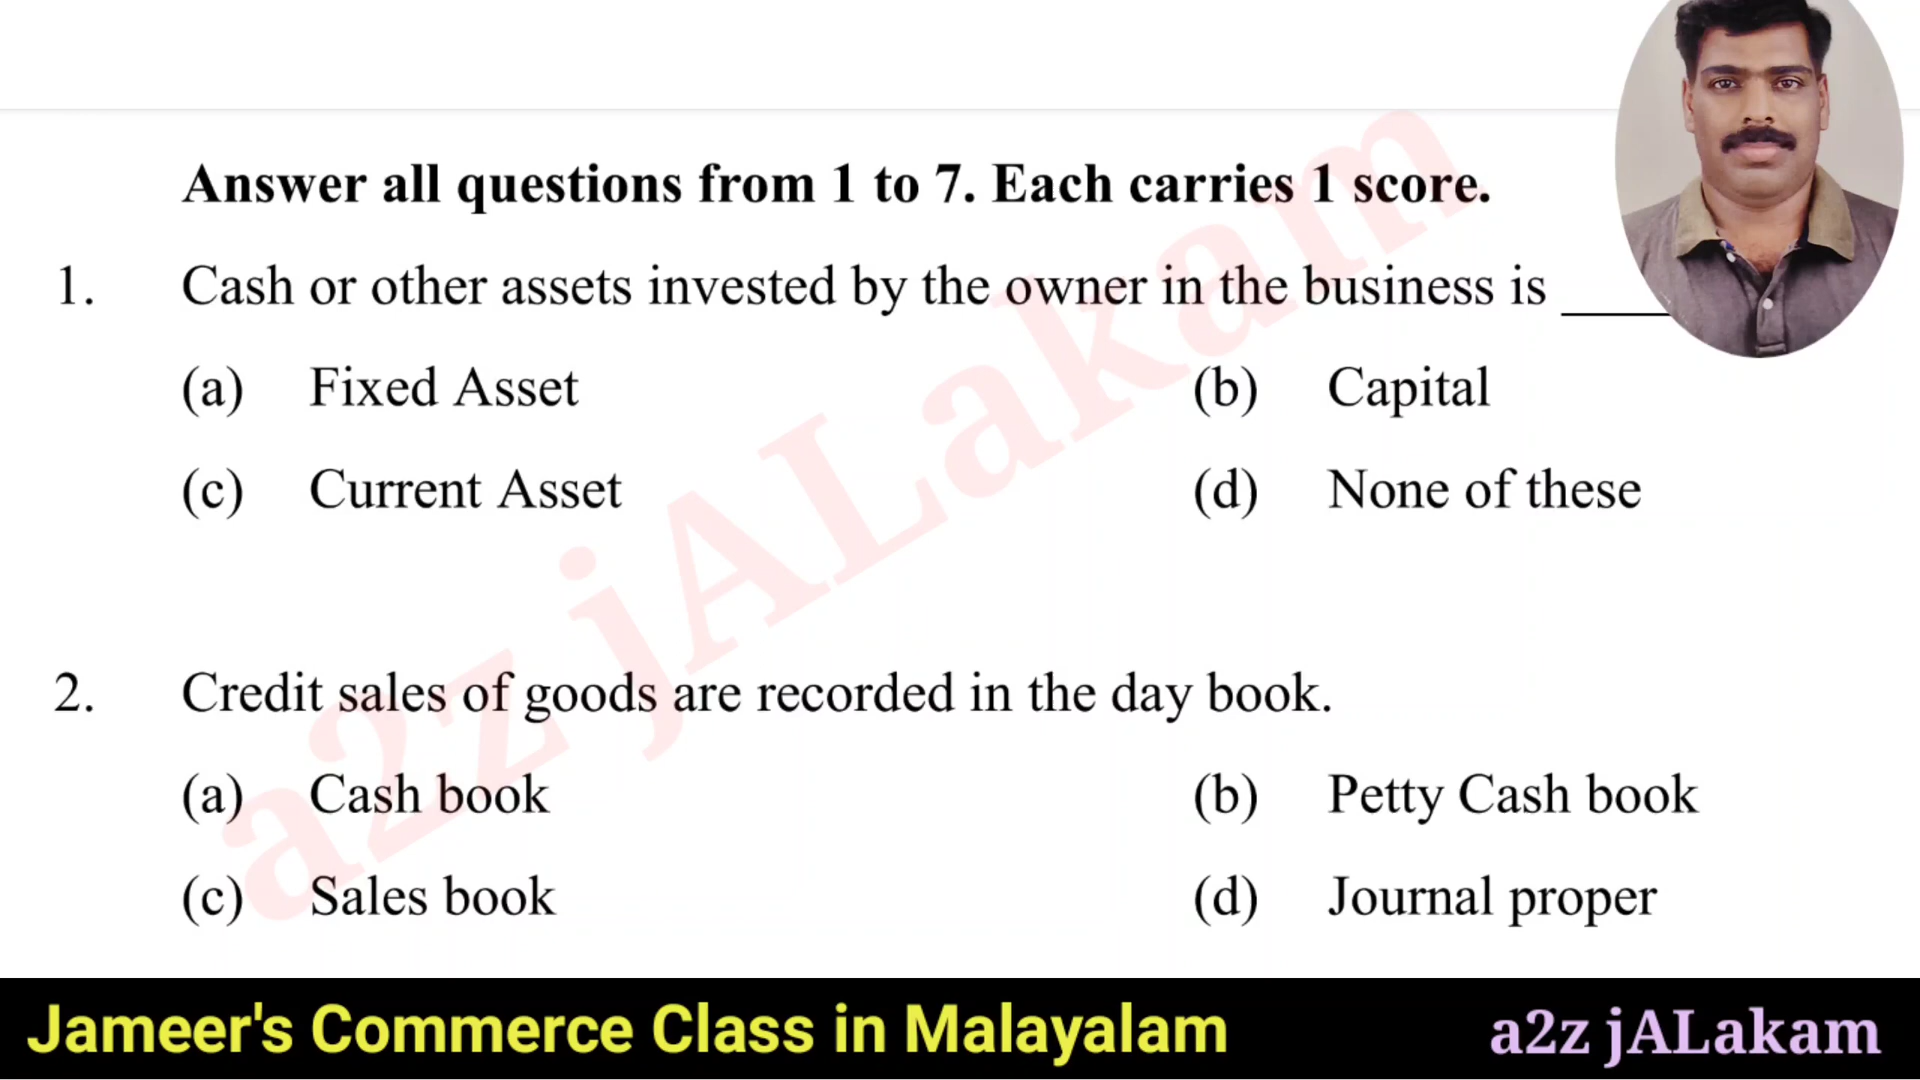 Answer all questions from 1 to 7. Each carries 1 score.
1. Cash or other assets invested by the owner in the business is ____
(a) Fixed Asset (b) Capital
(c) Current Asset (d) None of these
2. Credit sales of goods are recorded in the day book.
(a) Cash book (b) Petty Cash book
(c) Sales book (d) Journal proper
a2z jALakam
Jameer's Commerce Class in Malayalam a2z jALakam